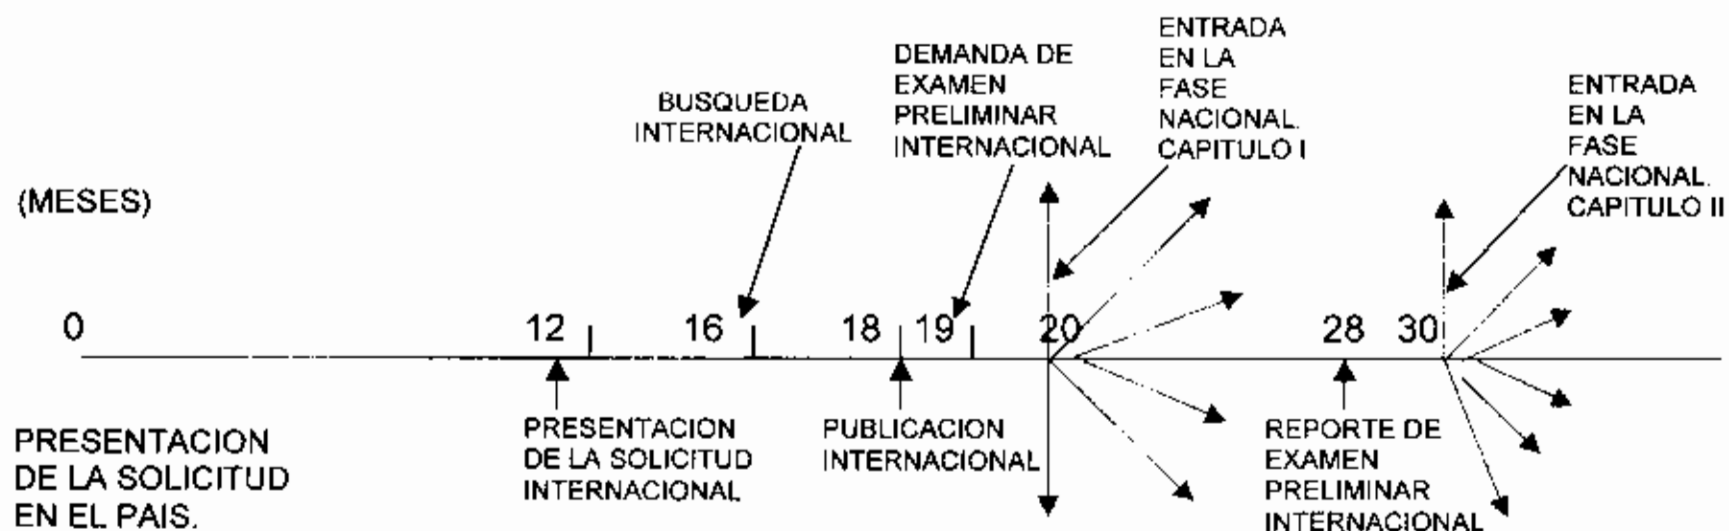 ENTRADA
EN LA
FASE
NACIONAL.
CAPITULO I
DEMANDA DE
EXAMEN
PRELIMINAR
INTERNACIONAL
BUSQUEDA
INTERNACIONAL
ENTRADA
EN LA
FASE
NACIONAL.
CAPITULO II
(MESES)
0 12 16 18 19 20 28 30
PRESENTACION
DE LA SOLICITUD
EN EL PAIS.
PRESENTACION
DE LA SOLICITUD
INTERNACIONAL
PUBLICACION
INTERNACIONAL
REPORTE DE
EXAMEN
PRELIMINAR
INTERNACIONAL